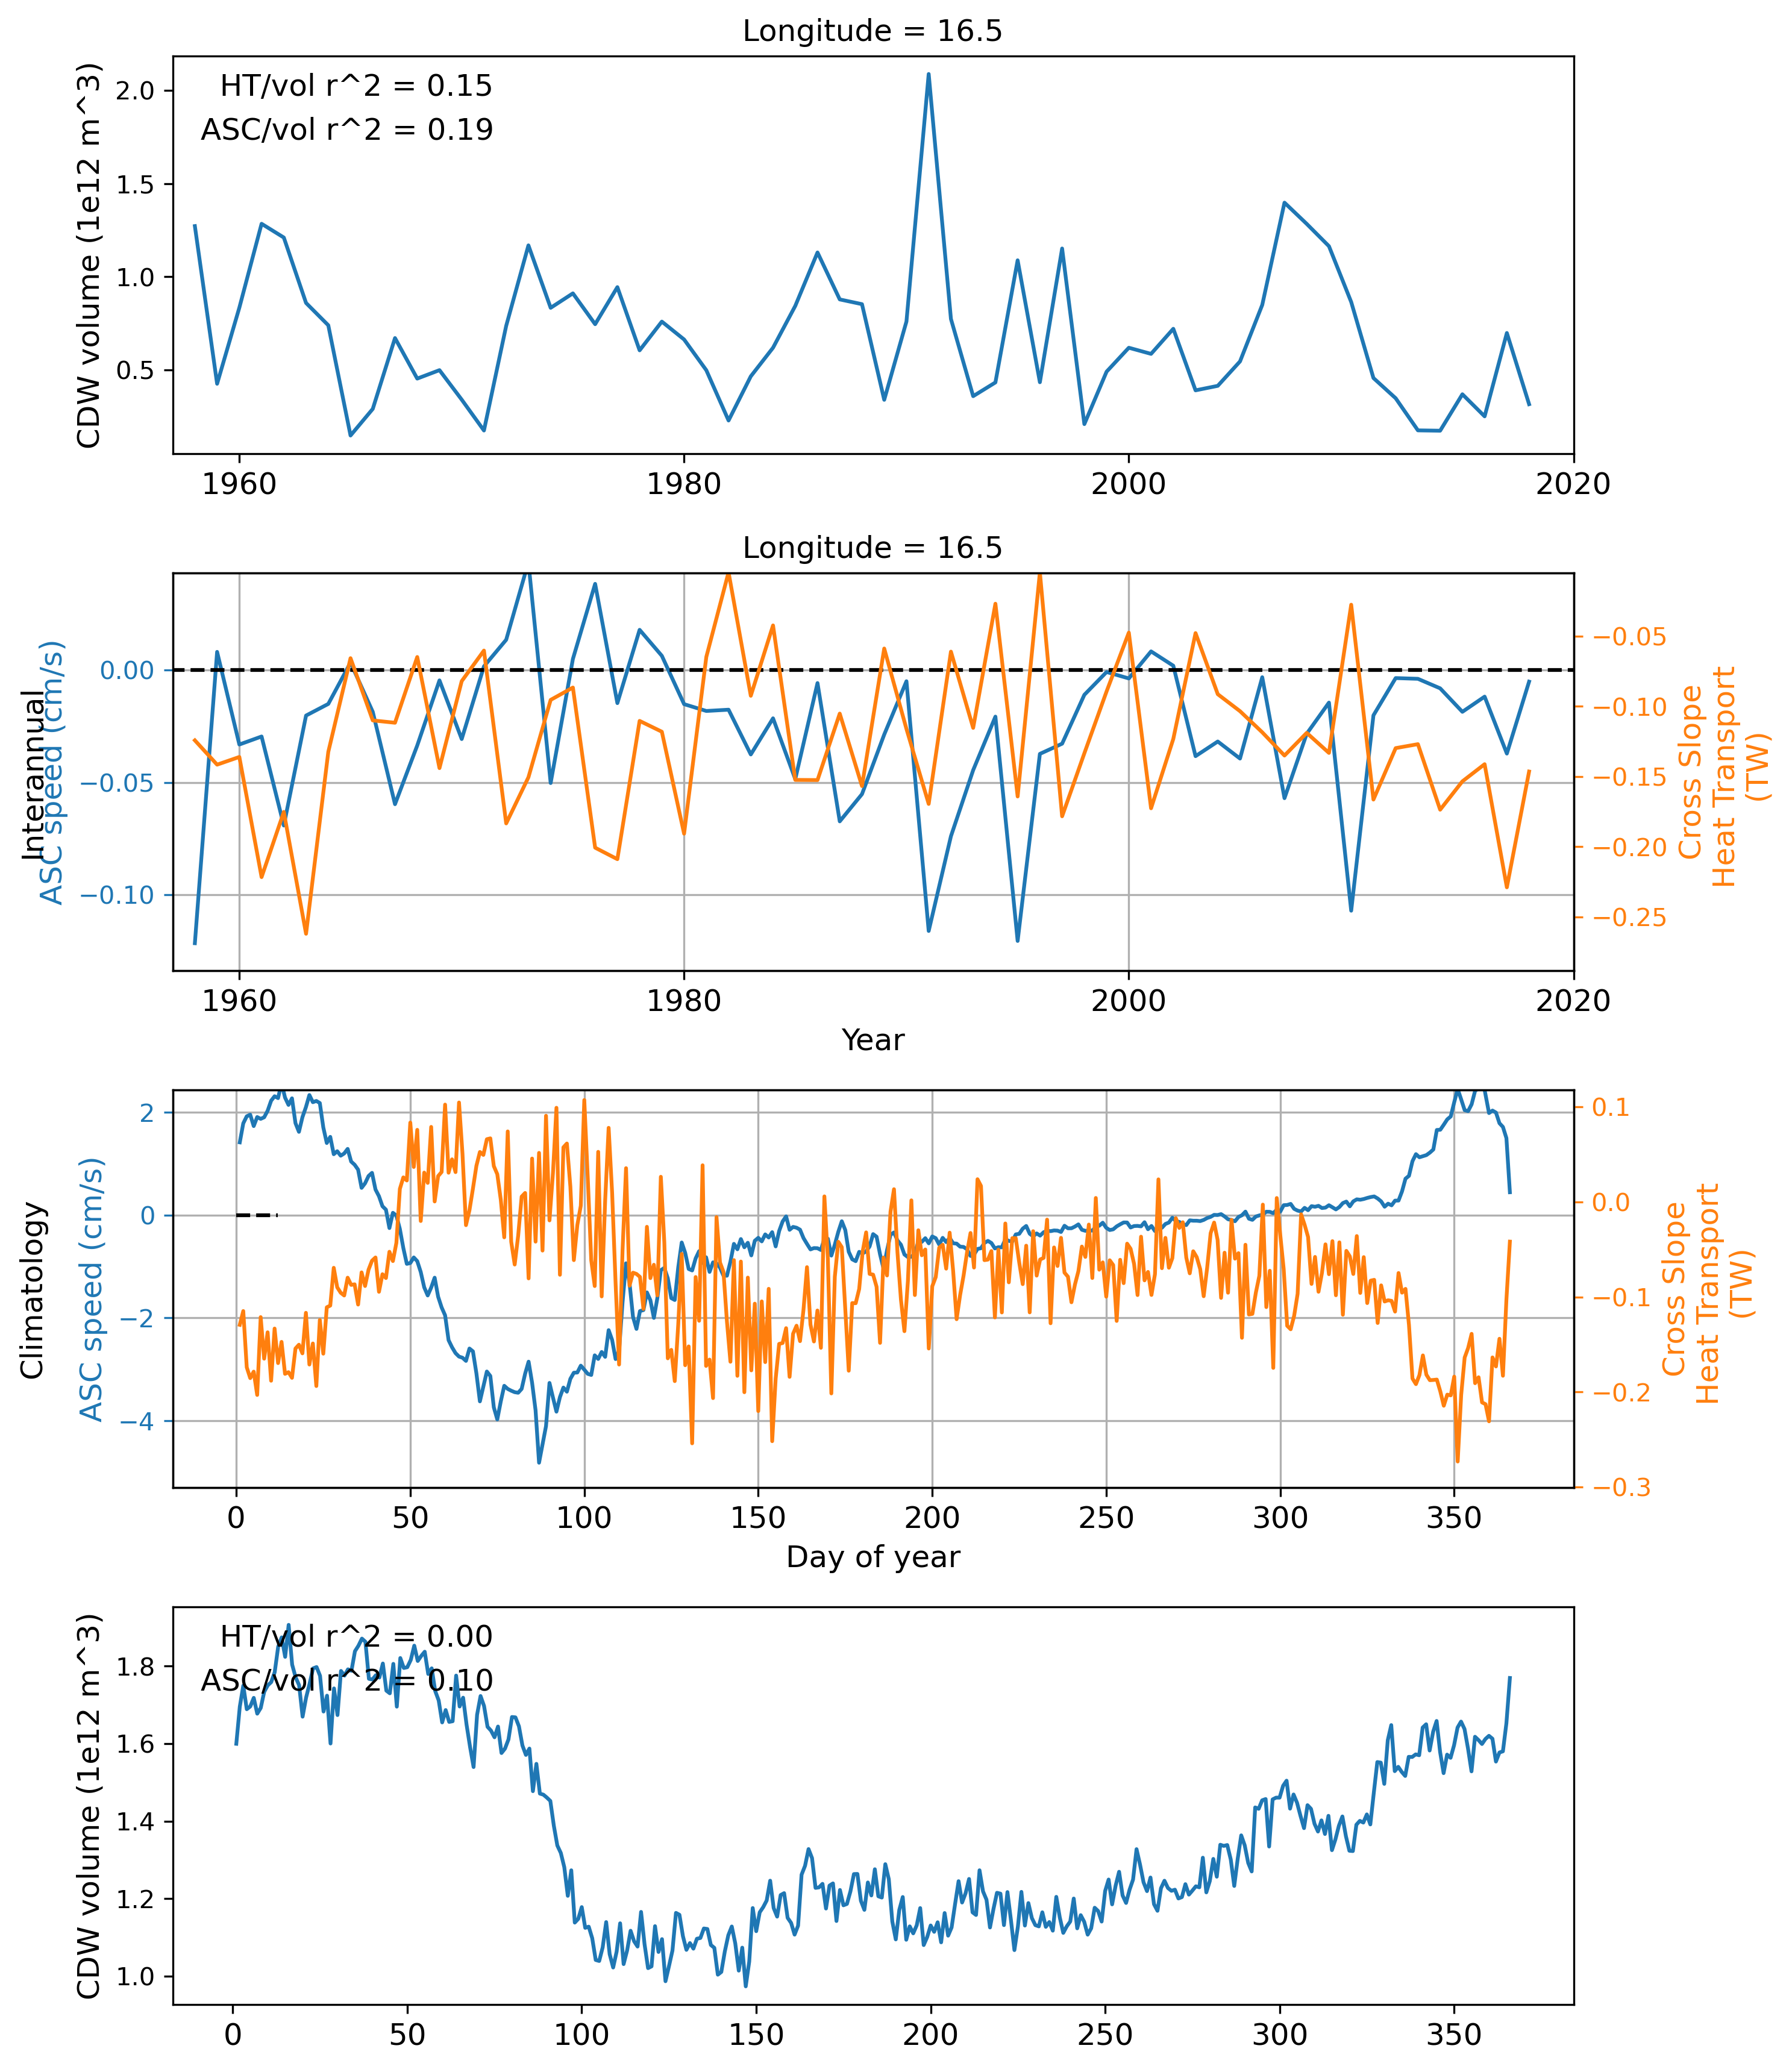 Longitude = 16.5
HT/vol r^2 = 0.15
ASC/vol r^2 = 0.19
CDW volume (1e12 m^3)
2.0
1.5
1.0
0.5
1960 1980 2000 2020
Longitude = 16.5
Interannual
ASC speed (cm/s)
0.00
−0.05
−0.10
−0.05
−0.10
−0.15
−0.20
−0.25
Cross Slope
Heat Transport
(TW)
1960 1980 2000 2020
Year
Climatology
ASC speed (cm/s)
2
0
−2
−4
0.1
0.0
−0.1
−0.2
−0.3
Cross Slope
Heat Transport
(TW)
0 50 100 150 200 250 300 350
Day of year
HT/vol r^2 = 0.00
ASC/vol r^2 = 0.10
CDW volume (1e12 m^3)
1.8
1.6
1.4
1.2
1.0
0 50 100 150 200 250 300 350